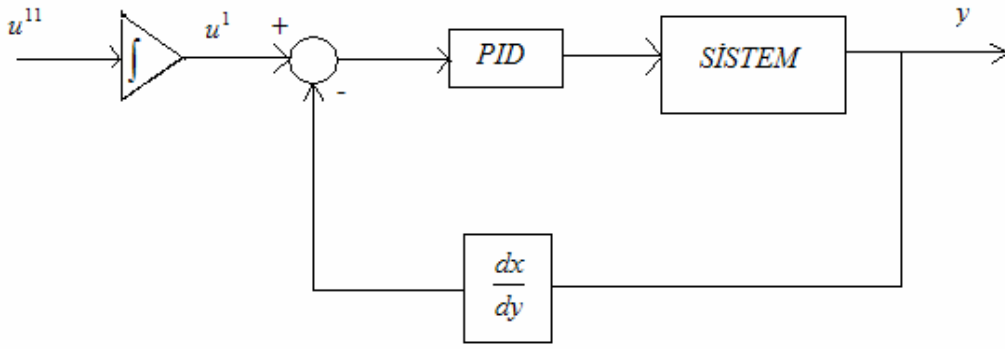 u¹¹
∫
u¹
+
-
PID
SİSTEM
y
dx
dy